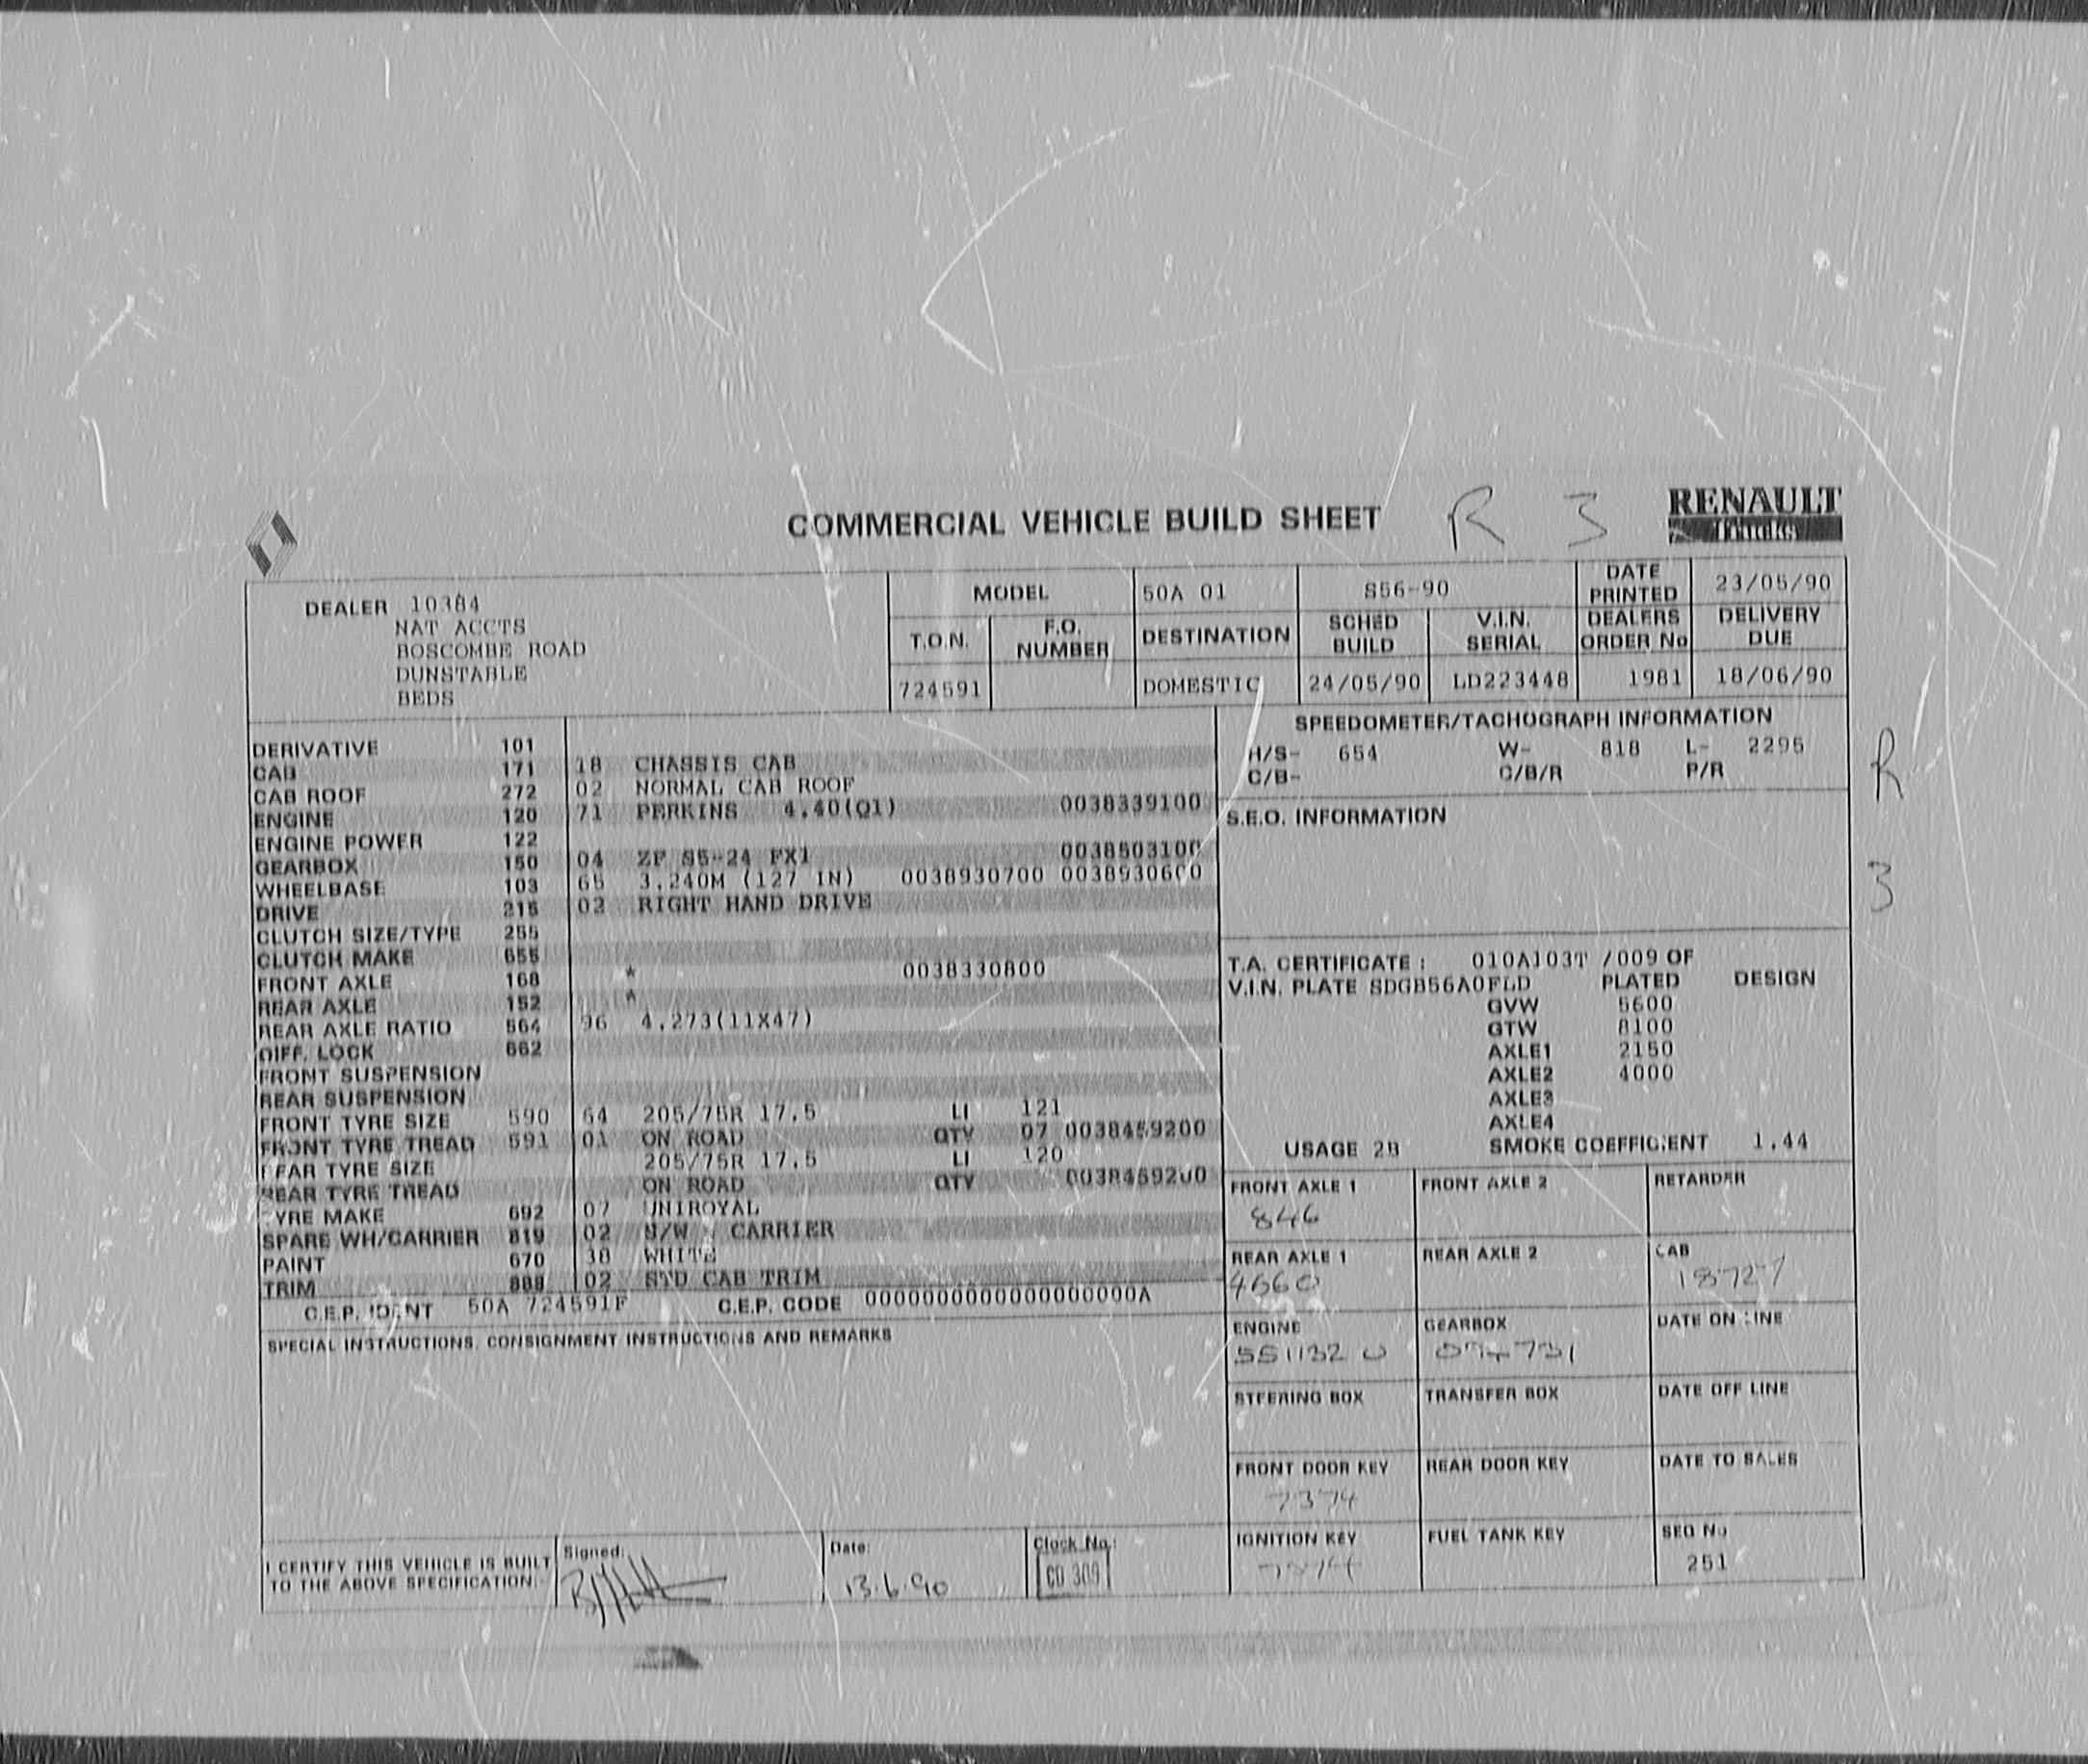 COMMERCIAL VEHICLE BUILD SHEET R 3 RENAULT
Trucks
DEALER 10384
NAT ACCTS
BOSCOMBE ROAD
DUNSTABLE
BEDS
MODEL 50A 01 S56-90 DATE PRINTED 23/05/90
T.O.N. F.O. NUMBER DESTINATION SCHED BUILD V.I.N. SERIAL DEALERS ORDER No DELIVERY DUE
724591 DOMESTIC 24/05/90 LD223448 1981 18/06/90
DERIVATIVE 101
CAB 171 18 CHASSIS CAB
CAB ROOF 272 02 NORMAL CAB ROOF
ENGINE 120 71 PERKINS 4.40(Q1) 0038339100
ENGINE POWER 122
GEARBOX 150 04 ZF S5-24 FX1 0038503100
WHEELBASE 103 65 3.240M (127 IN) 0038930700 0038930600
DRIVE 215 02 RIGHT HAND DRIVE
CLUTCH SIZE/TYPE 255
CLUTCH MAKE 655
FRONT AXLE 168 * 0038330800
REAR AXLE 152 *
REAR AXLE RATIO 564 96 4.273(11X47)
DIFF. LOCK 662
FRONT SUSPENSION
REAR SUSPENSION
FRONT TYRE SIZE 590 64 205/75R 17.5 LI 121
FRONT TYRE TREAD 591 01 ON ROAD QTY 07 0038459200
REAR TYRE SIZE 205/75R 17.5 LI 120
REAR TYRE TREAD ON ROAD QTY 0038459200
TYRE MAKE 692 07 UNIROYAL
SPARE WH/CARRIER 819 02 S/W CARRIER
PAINT 670 38 WHITE
TRIM 888 02 STD CAB TRIM
C.E.P. IDENT 50A 724591F C.E.P. CODE 0000000000000000000A
SPECIAL INSTRUCTIONS, CONSIGNMENT INSTRUCTIONS AND REMARKS
SPEEDOMETER/TACHOGRAPH INFORMATION
H/S- 654 W- 818 L- 2295
C/B- C/B/R P/R
R
S.E.O. INFORMATION
3
T.A. CERTIFICATE : 010A103T /009 OF
V.I.N. PLATE SDGB56A0FLD PLATED DESIGN
GVW 5600
GTW 8100
AXLE1 2150
AXLE2 4000
AXLE3
AXLE4
USAGE 2B SMOKE COEFFICIENT 1.44
FRONT AXLE 1 FRONT AXLE 2 RETARDER
846
REAR AXLE 1 REAR AXLE 2 CAB
4660 18727
ENGINE GEARBOX DATE ON LINE
551132 U
STEERING BOX TRANSFER BOX DATE OFF LINE
FRONT DOOR KEY REAR DOOR KEY DATE TO SALES
7374
IGNITION KEY FUEL TANK KEY SEQ No
251
I CERTIFY THIS VEHICLE IS BUILT
TO THE ABOVE SPECIFICATION:-
Signed:
Date:
13.6.90
Clock No.:
CD 309